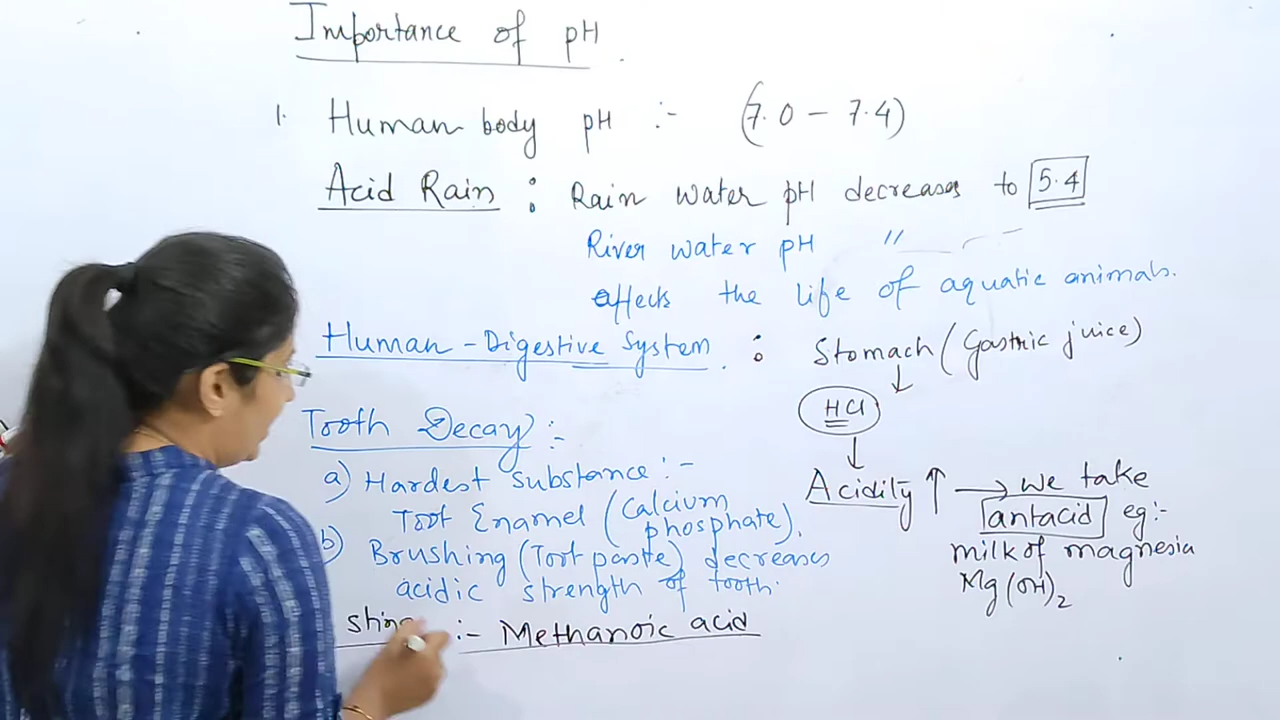 Importance of pH.
1. Human body pH :- (7.0 – 7.4)
Acid Rain : Rain water pH decreases to 5.4
River water pH "
affects the life of aquatic animals.
Human - Digestive System : Stomach (Gastric juice)
HCl
Tooth Decay :-
a) Hardest substance :-
Toot Enamel (Calcium phosphate).
b) Brushing (Toot paste) decreases
acidic strength of tooth.
Acidity ↑ → we take
antacid eg:-
milk of magnesia
Mg(OH)2
sting :- Methanoic acid